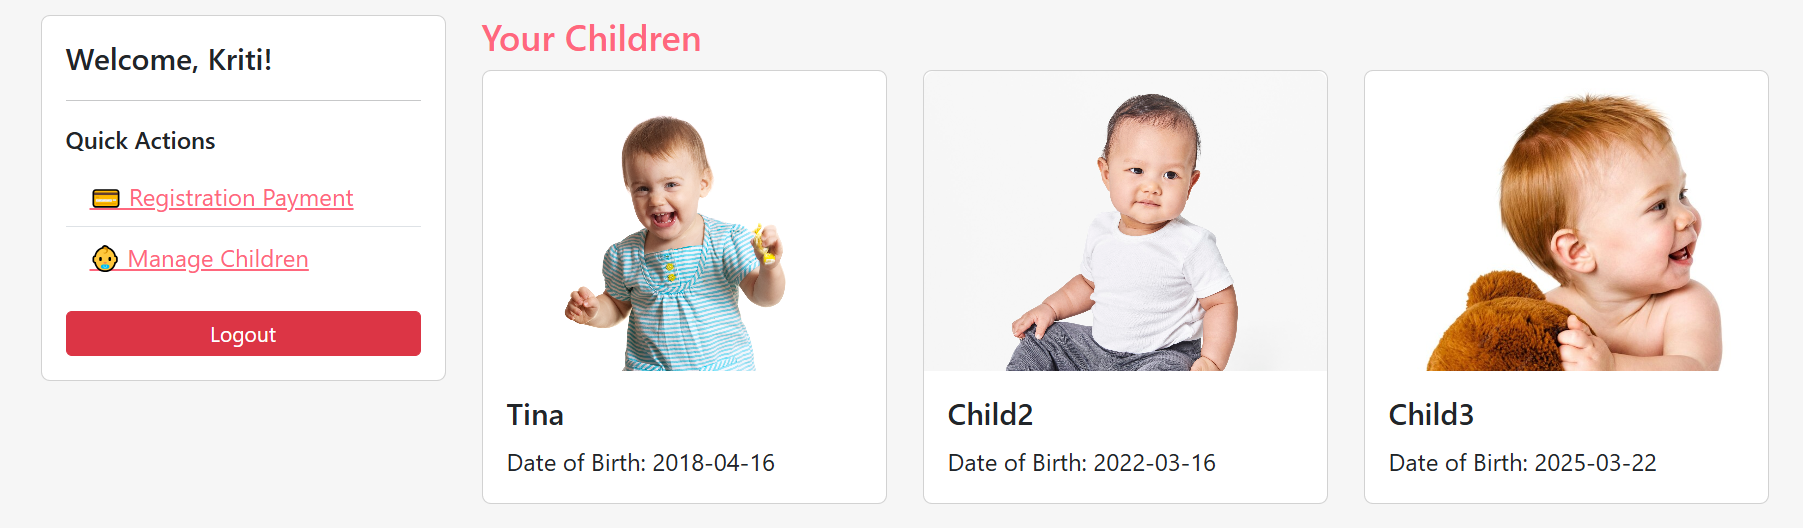 Welcome, Kriti!
Quick Actions
Registration Payment
Manage Children
Logout
Your Children
Tina
Date of Birth: 2018-04-16
Child2
Date of Birth: 2022-03-16
Child3
Date of Birth: 2025-03-22